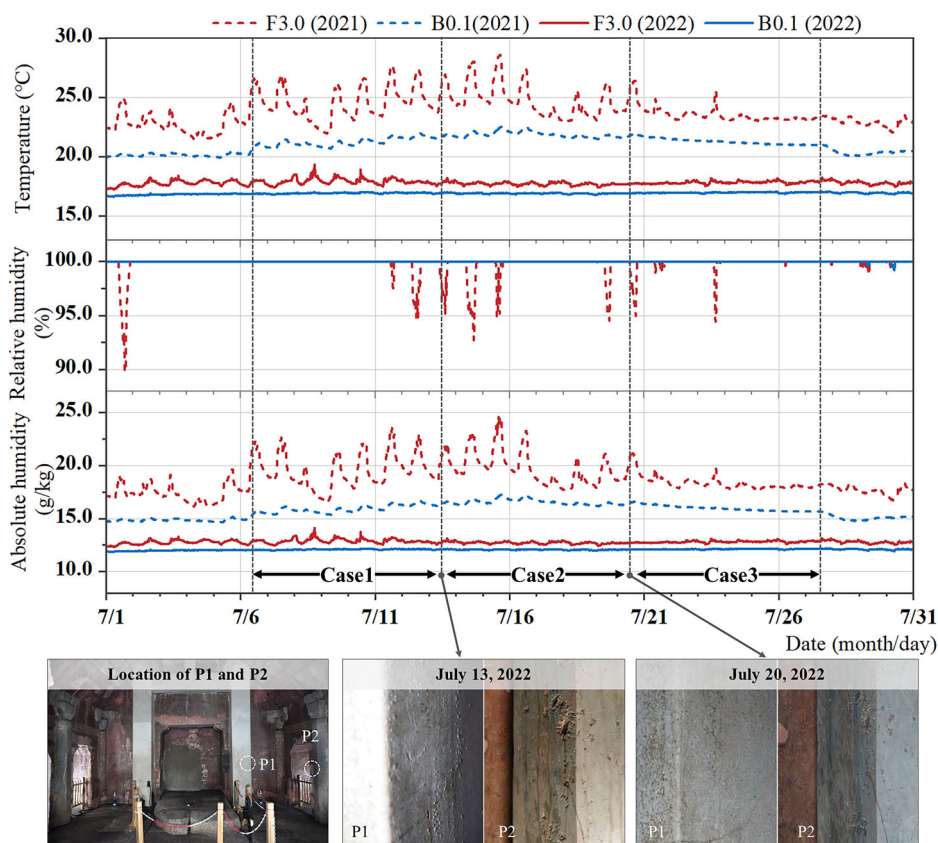 F3.0 (2021) B0.1(2021) F3.0 (2022) B0.1 (2022)
Temperature (℃)
30.0
25.0
20.0
15.0
Relative humidity
(%)
100.0
95.0
90.0
Absolute humidity
(g/kg)
25.0
20.0
15.0
10.0
Case1 Case2 Case3
7/1 7/6 7/11 7/16 7/21 7/26 7/31
Date (month/day)
Location of P1 and P2
P2
P1
July 13, 2022
P1 P2
July 20, 2022
P1 P2